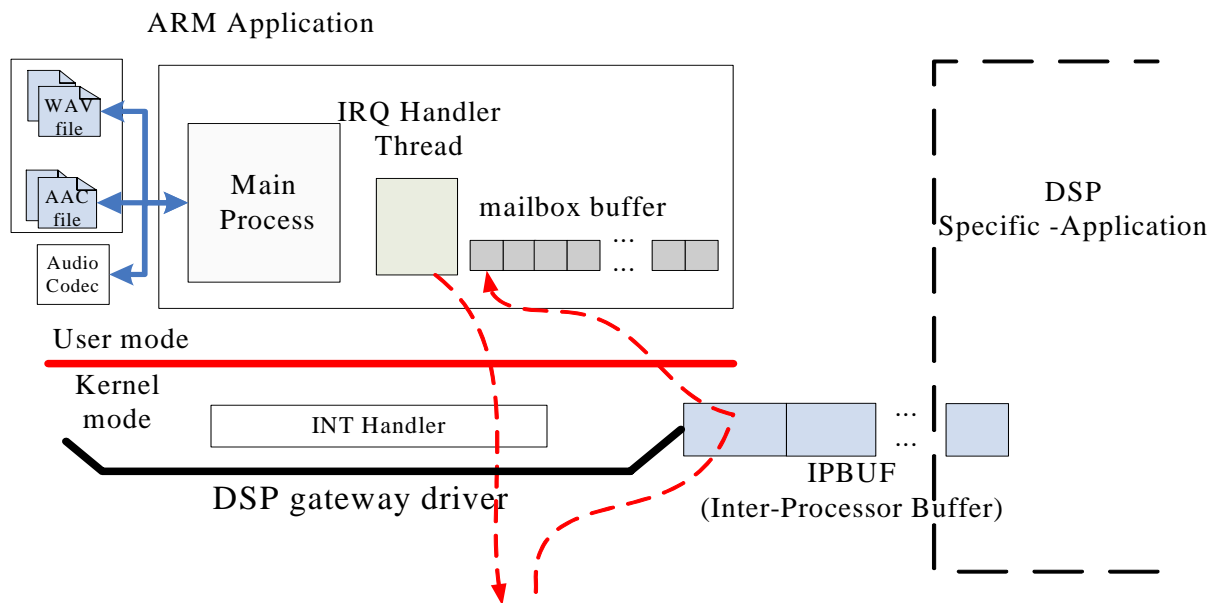 ARM Application
WAV
file
AAC
file
Audio
Codec
Main
Process
IRQ Handler
Thread
mailbox buffer
...
...
DSP
Specific -Application
User mode
Kernel
mode
INT Handler
DSP gateway driver
...
...
IPBUF
(Inter-Processor Buffer)